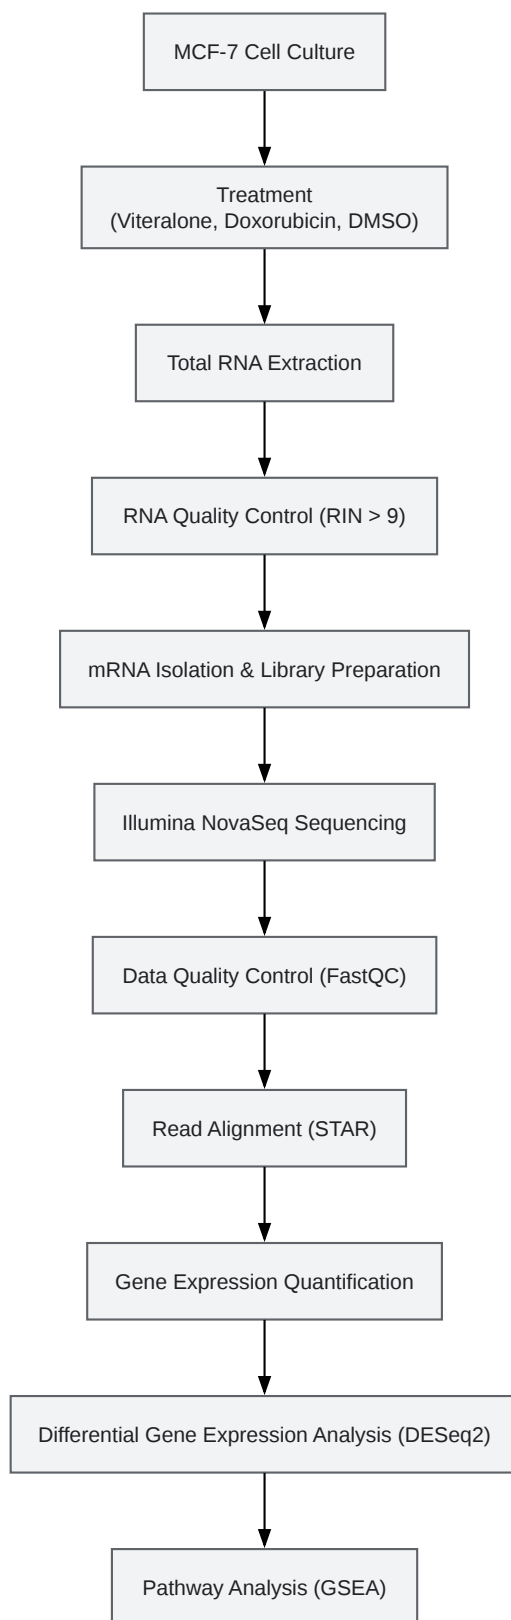 MCF-7 Cell Culture
Treatment
(Viteralone, Doxorubicin, DMSO)
Total RNA Extraction
RNA Quality Control (RIN > 9)
mRNA Isolation & Library Preparation
Illumina NovaSeq Sequencing
Data Quality Control (FastQC)
Read Alignment (STAR)
Gene Expression Quantification
Differential Gene Expression Analysis (DESeq2)
Pathway Analysis (GSEA)